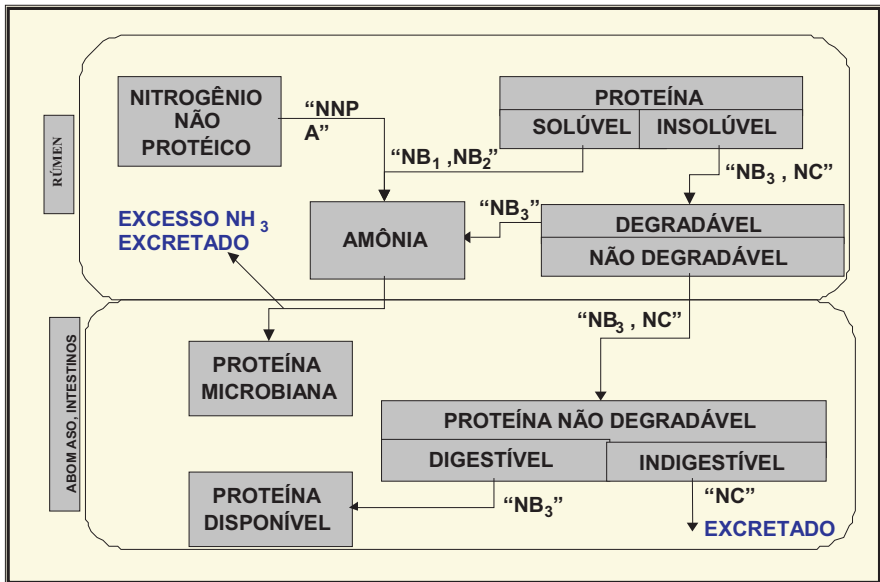 RÚMEN
NITROGÊNIO
NÃO
PROTÉICO
“NNP
A”
PROTEÍNA
SOLÚVEL
INSOLÚVEL
“NB1 ,NB2”
“NB3 , NC”
“NB3”
EXCESSO NH 3
EXCRETADO
AMÔNIA
DEGRADÁVEL
NÃO DEGRADÁVEL
ABOM ASO, INTESTINOS
“NB3 , NC”
PROTEÍNA
MICROBIANA
PROTEÍNA NÃO DEGRADÁVEL
DIGESTÍVEL
INDIGESTÍVEL
PROTEÍNA
DISPONÍVEL
“NB3”
“NC”
EXCRETADO